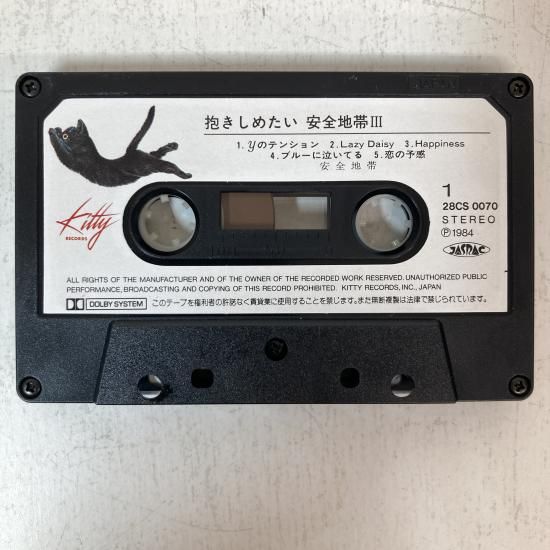 JAPAN
抱きしめたい 安全地帯III
1. yのテンション 2. Lazy Daisy 3. Happiness
4. ブルーに泣いてる 5. 恋の予感
安全地帯
Kitty
RECORDS
1
28CS 0070
STEREO
Ⓟ1984
JASRAC
ALL RIGHTS OF THE MANUFACTURER AND OF THE OWNER OF THE RECORDED WORK RESERVED. UNAUTHORIZED PUBLIC
PERFORMANCE, BROADCASTING AND COPYING OF THIS RECORD PROHIBITED. KITTY RECORDS, INC., JAPAN
DOLBY SYSTEM このテープを権利者の許諾なく賃貸業に使用することを禁じます。また無断複製は法律で禁じられています。